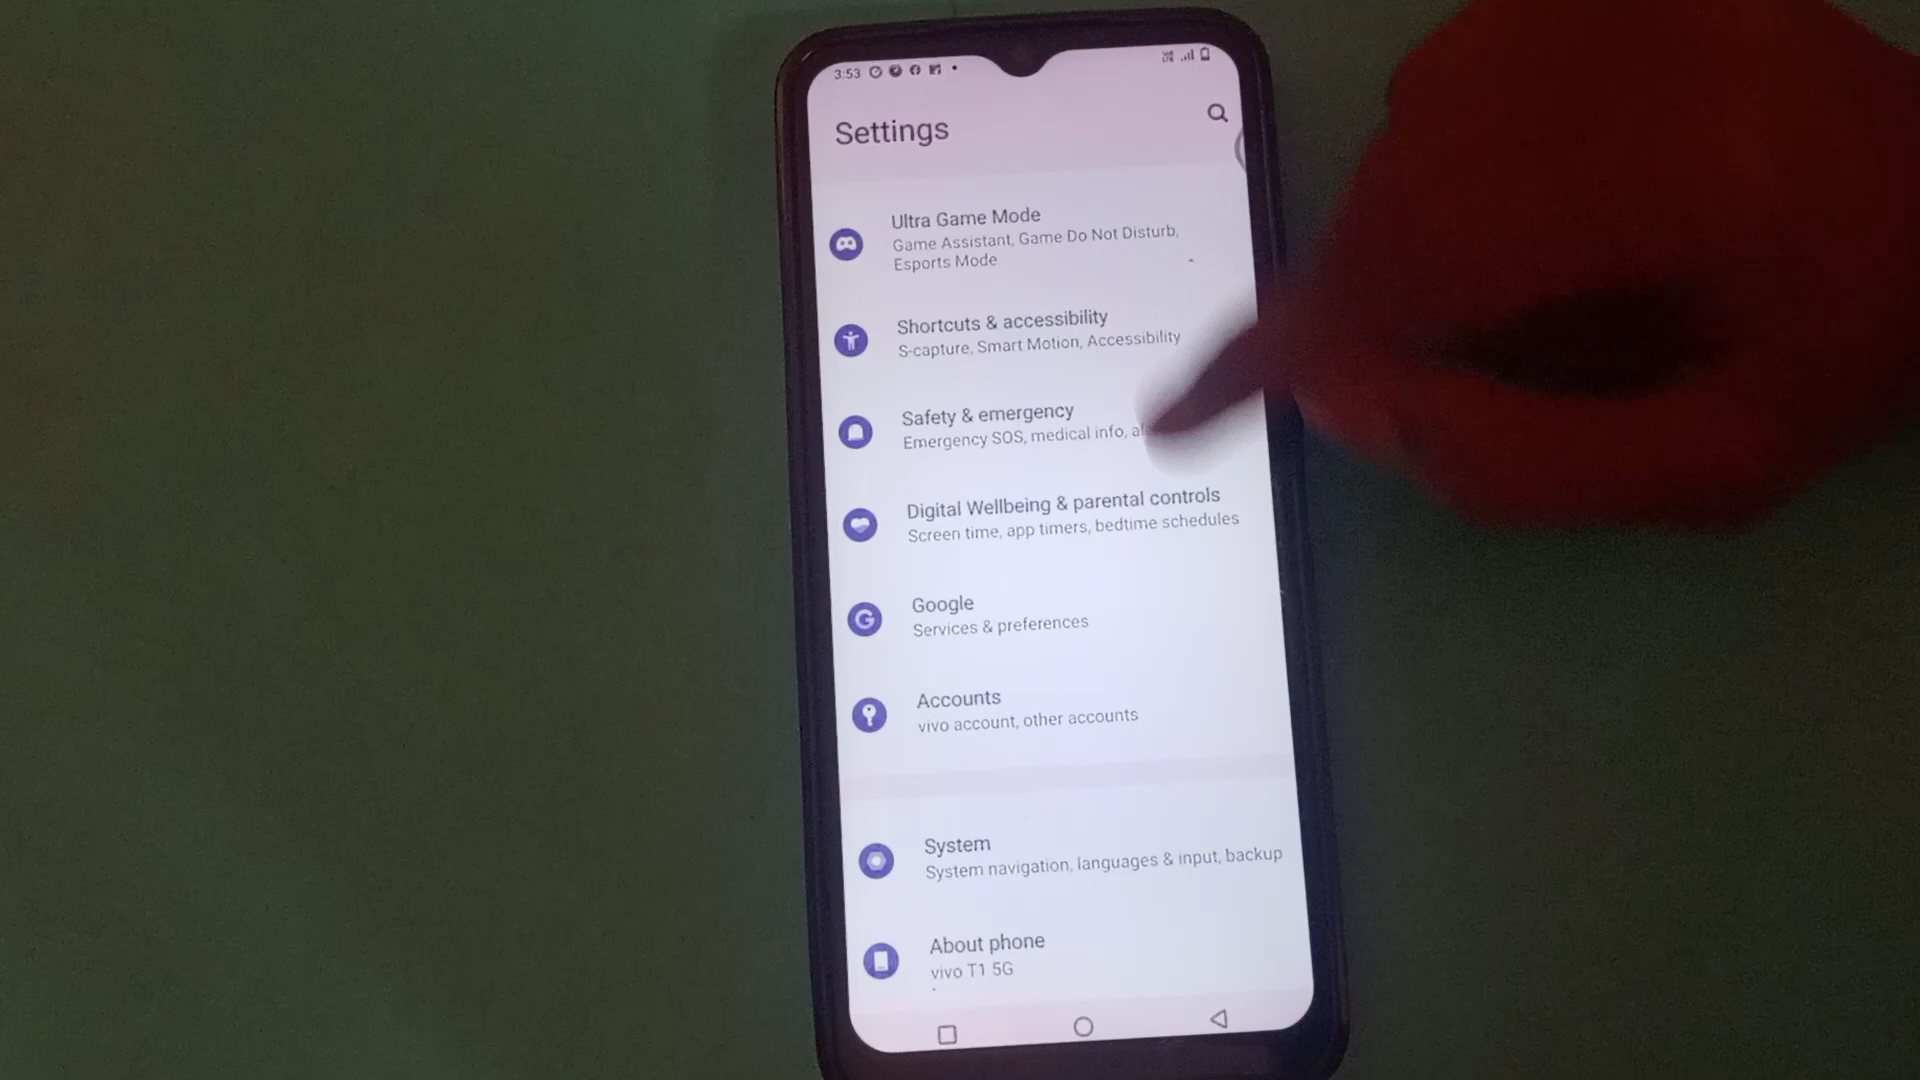 3:53
Settings
Ultra Game Mode
Game Assistant, Game Do Not Disturb,
Esports Mode
Shortcuts & accessibility
S-capture, Smart Motion, Accessibility
Safety & emergency
Emergency SOS, medical info,
Digital Wellbeing & parental controls
Screen time, app timers, bedtime schedules
Google
Services & preferences
Accounts
vivo account, other accounts
System
System navigation, languages & input, backup
About phone
vivo T1 5G